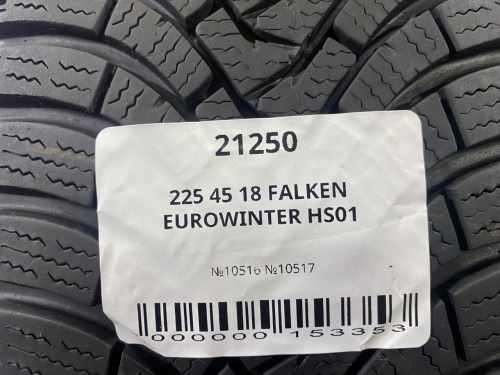 21250
225 45 18 FALKEN
EUROWINTER HS01
№10516 №10517
000000 153353